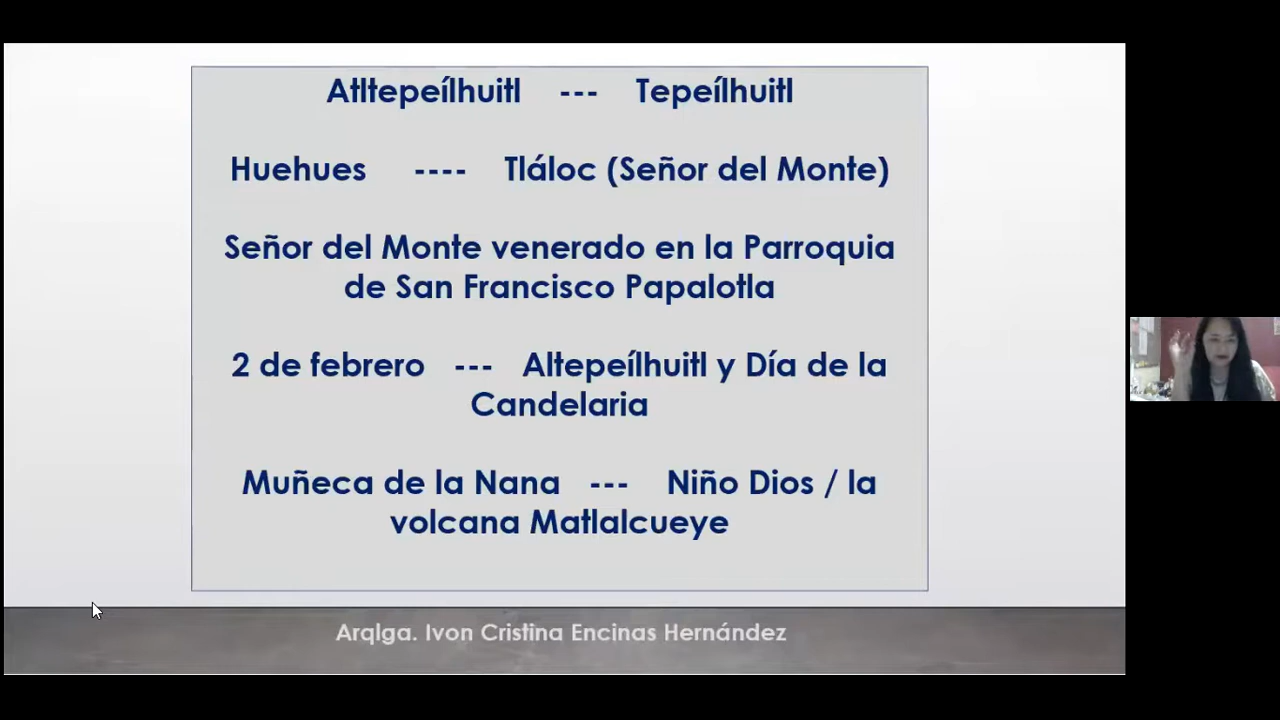 Atltepeílhuitl --- Tepeílhuitl
Huehues ---- Tláloc (Señor del Monte)
Señor del Monte venerado en la Parroquia
de San Francisco Papalotla
2 de febrero --- Altepeílhuitl y Día de la
Candelaria
Muñeca de la Nana --- Niño Dios / la
volcana Matlalcueye
Arqlga. Ivon Cristina Encinas Hernández